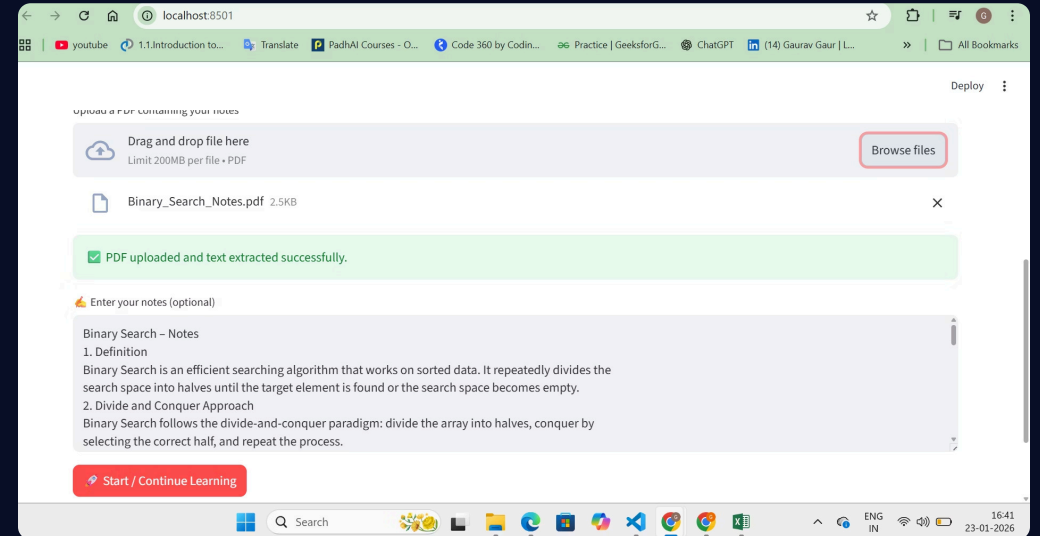 localhost:8501
youtube
1.1.Introduction to...
Translate
PadhAI Courses - O...
Code 360 by Codin...
Practice | GeeksforG...
ChatGPT
(14) Gaurav Gaur | L...
»
All Bookmarks
G
Deploy
Upload a PDF containing your notes
Drag and drop file here
Limit 200MB per file • PDF
Browse files
Binary_Search_Notes.pdf 2.5KB
✅ PDF uploaded and text extracted successfully.
✍️ Enter your notes (optional)
Binary Search – Notes
1. Definition
Binary Search is an efficient searching algorithm that works on sorted data. It repeatedly divides the
search space into halves until the target element is found or the search space becomes empty.
2. Divide and Conquer Approach
Binary Search follows the divide-and-conquer paradigm: divide the array into halves, conquer by
selecting the correct half, and repeat the process.
🚀 Start / Continue Learning
Search
ENG
IN
16:41
23-01-2026